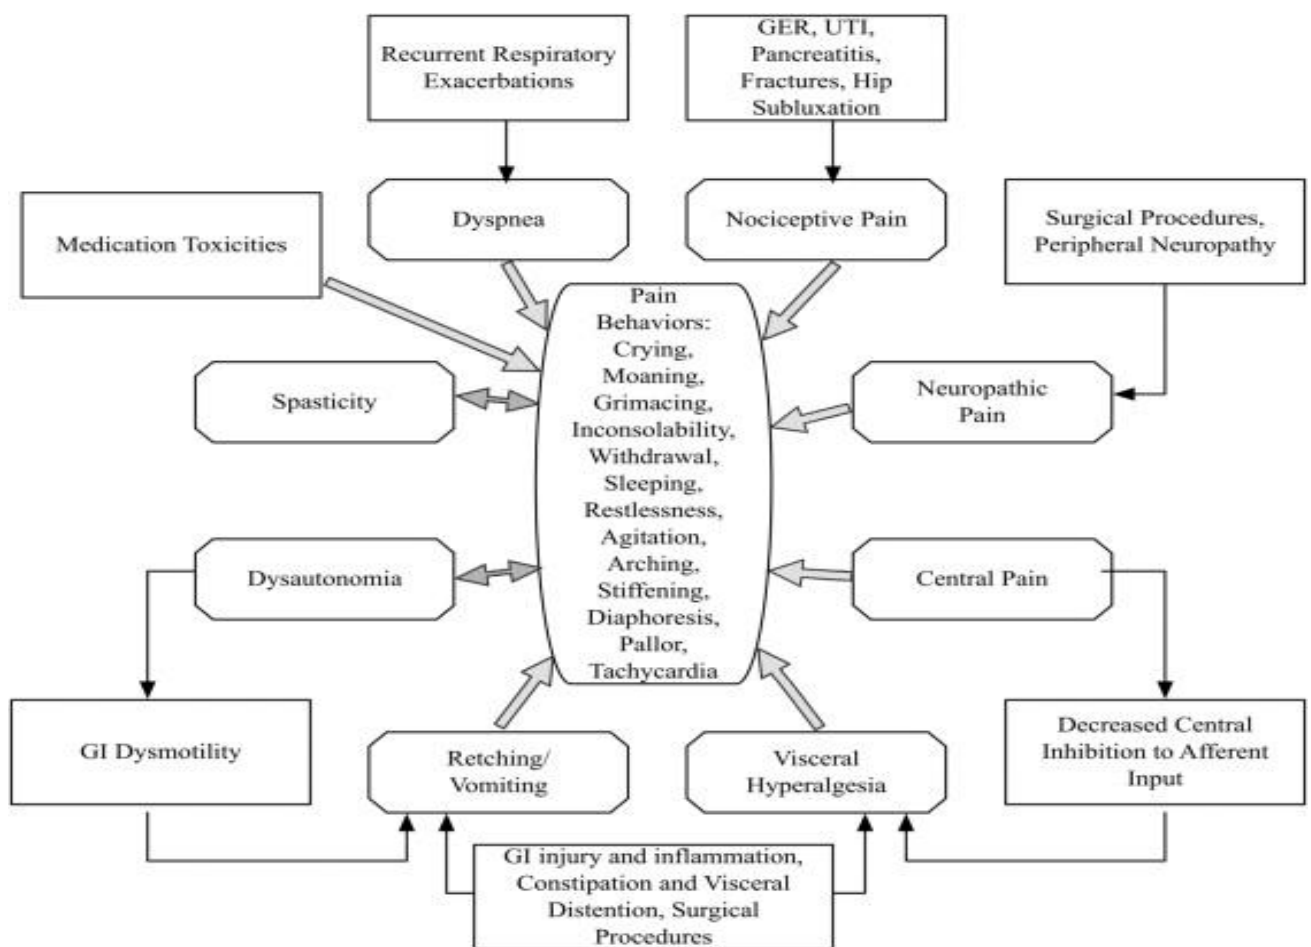 Recurrent Respiratory
Exacerbations
GER, UTI,
Pancreatitis,
Fractures, Hip
Subluxation
Medication Toxicities
Dyspnea
Nociceptive Pain
Surgical Procedures,
Peripheral Neuropathy
Pain
Behaviors:
Crying,
Moaning,
Grimacing,
Inconsolability,
Withdrawal,
Sleeping,
Restlessness,
Agitation,
Arching,
Stiffening,
Diaphoresis,
Pallor,
Tachycardia
Spasticity
Neuropathic
Pain
Dysautonomia
Central Pain
GI Dysmotility
Retching/
Vomiting
Visceral
Hyperalgesia
Decreased Central
Inhibition to Afferent
Input
GI injury and inflammation,
Constipation and Visceral
Distention, Surgical
Procedures